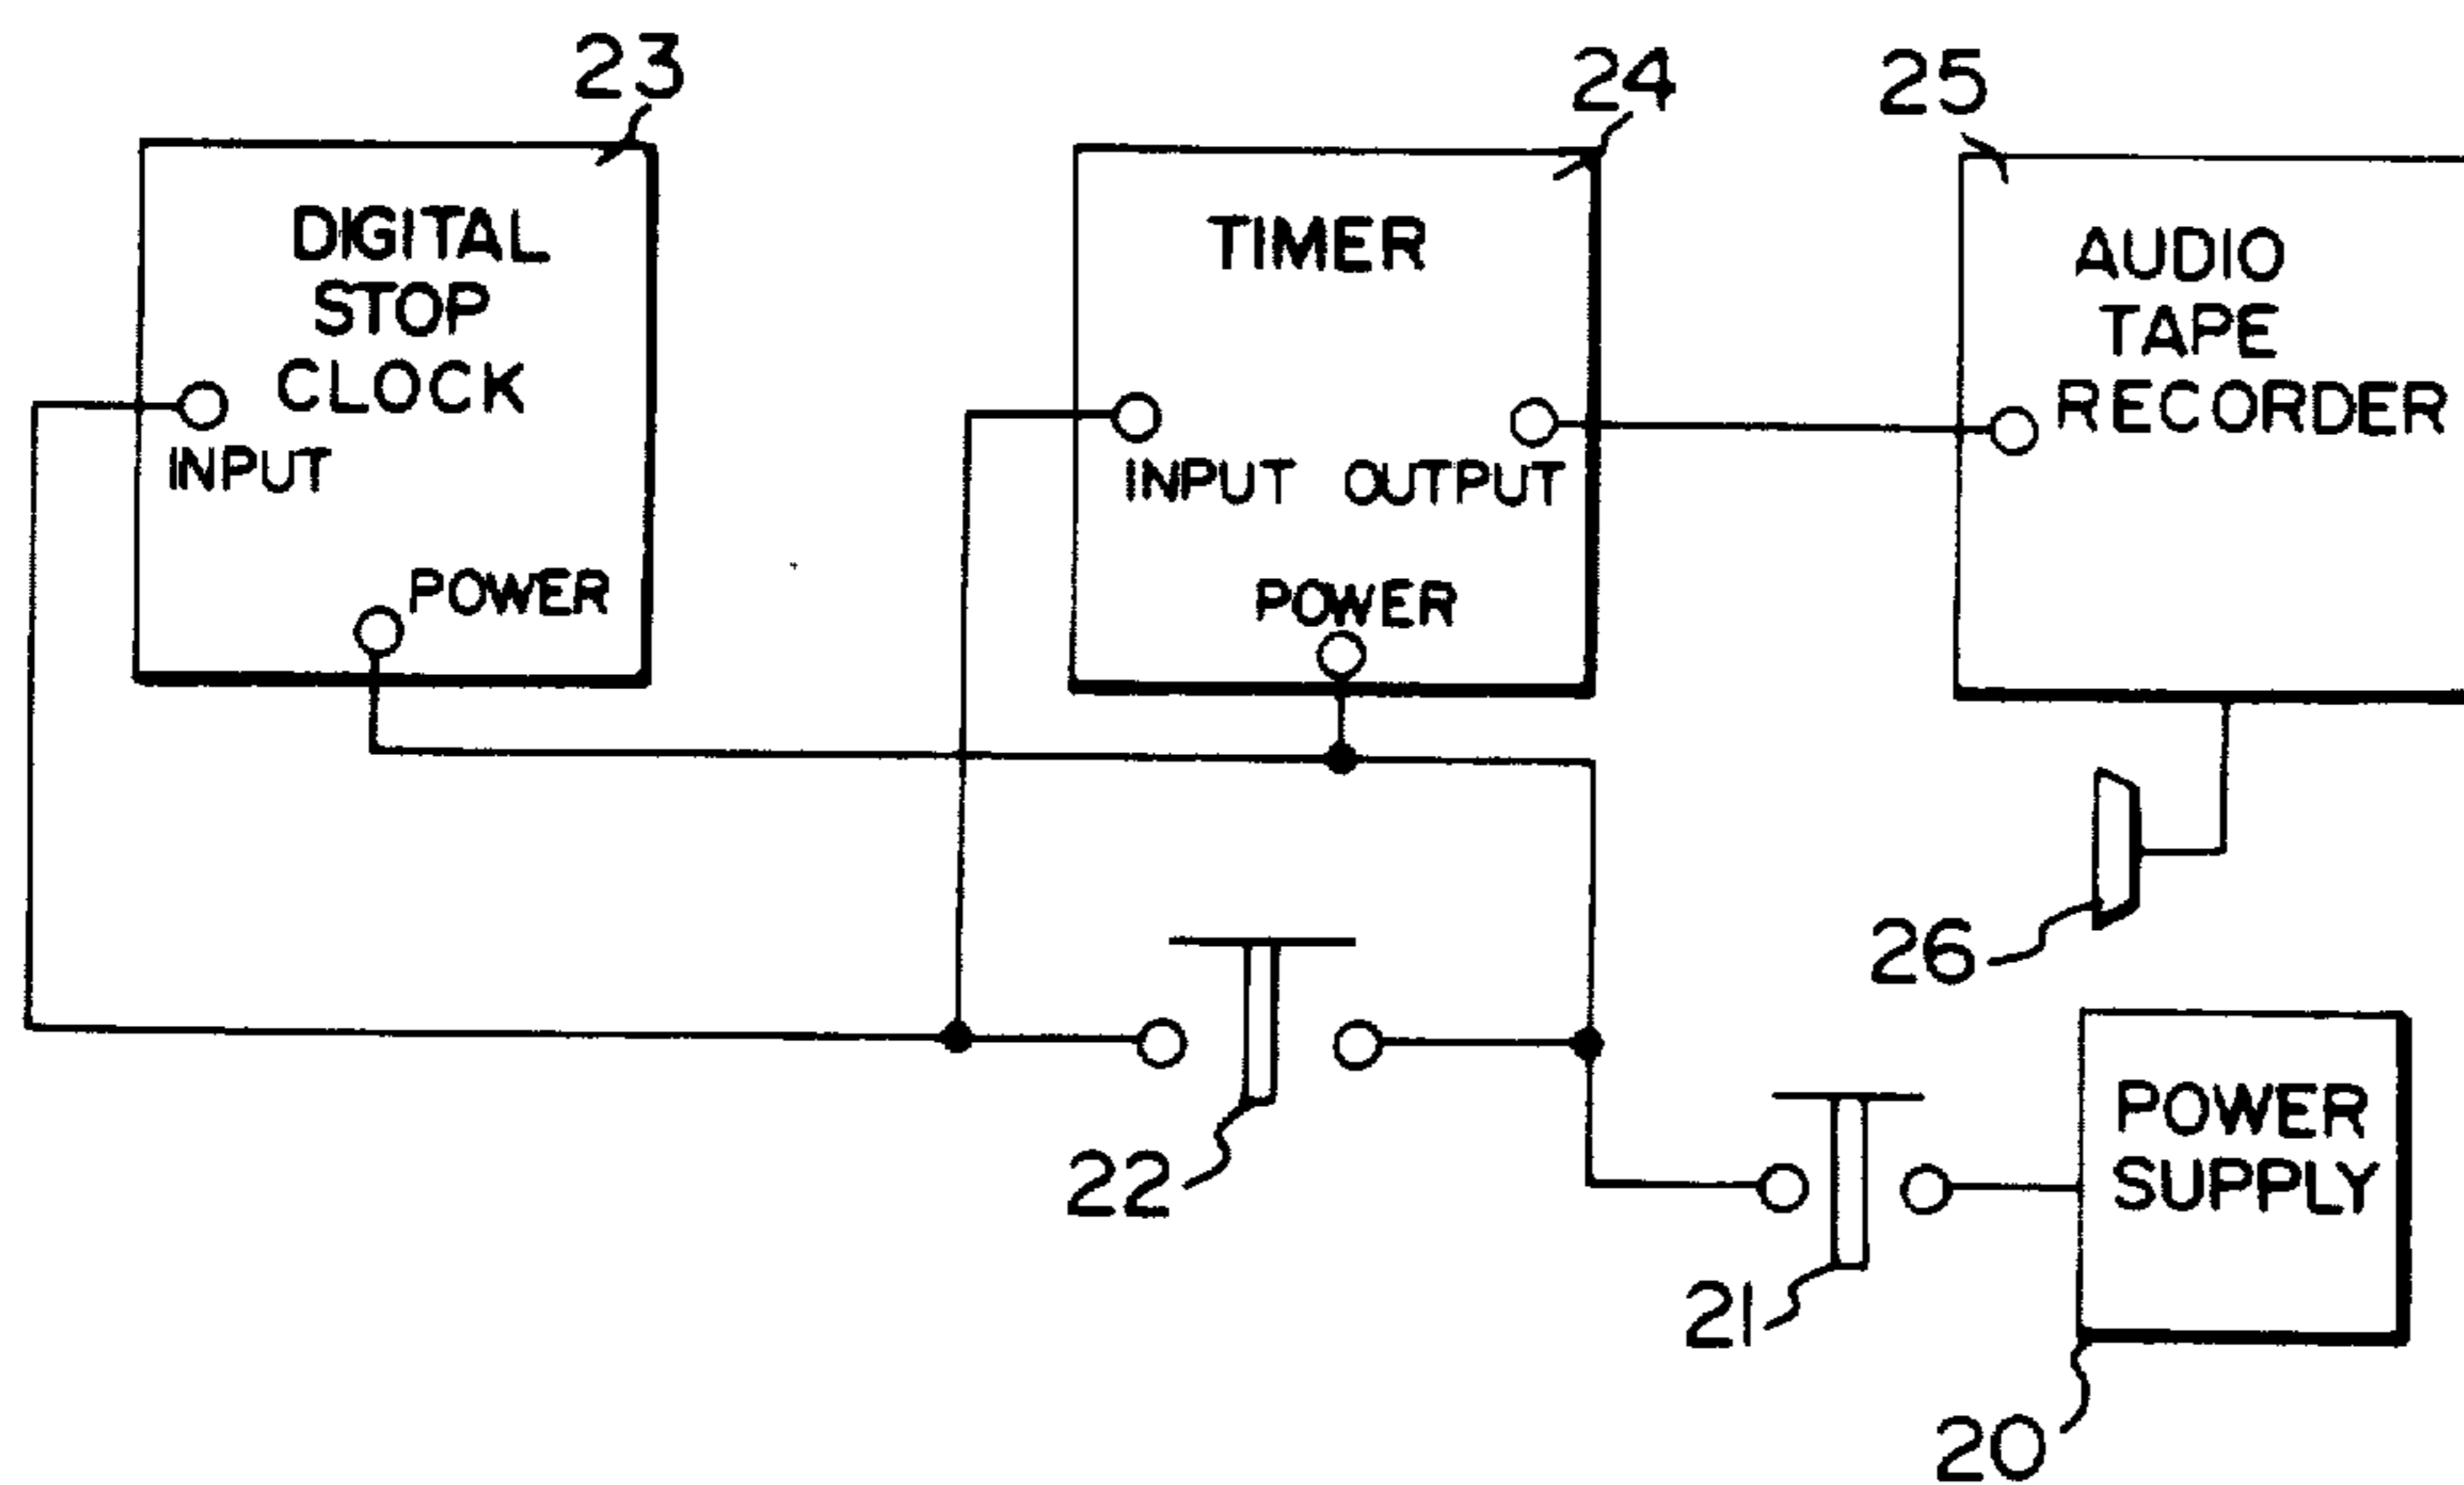 23
24
25
DIGITAL
STOP
CLOCK
INPUT
POWER
TIMER
INPUT OUTPUT
POWER
AUDIO
TAPE
RECORDER
26
22
21
POWER
SUPPLY
20